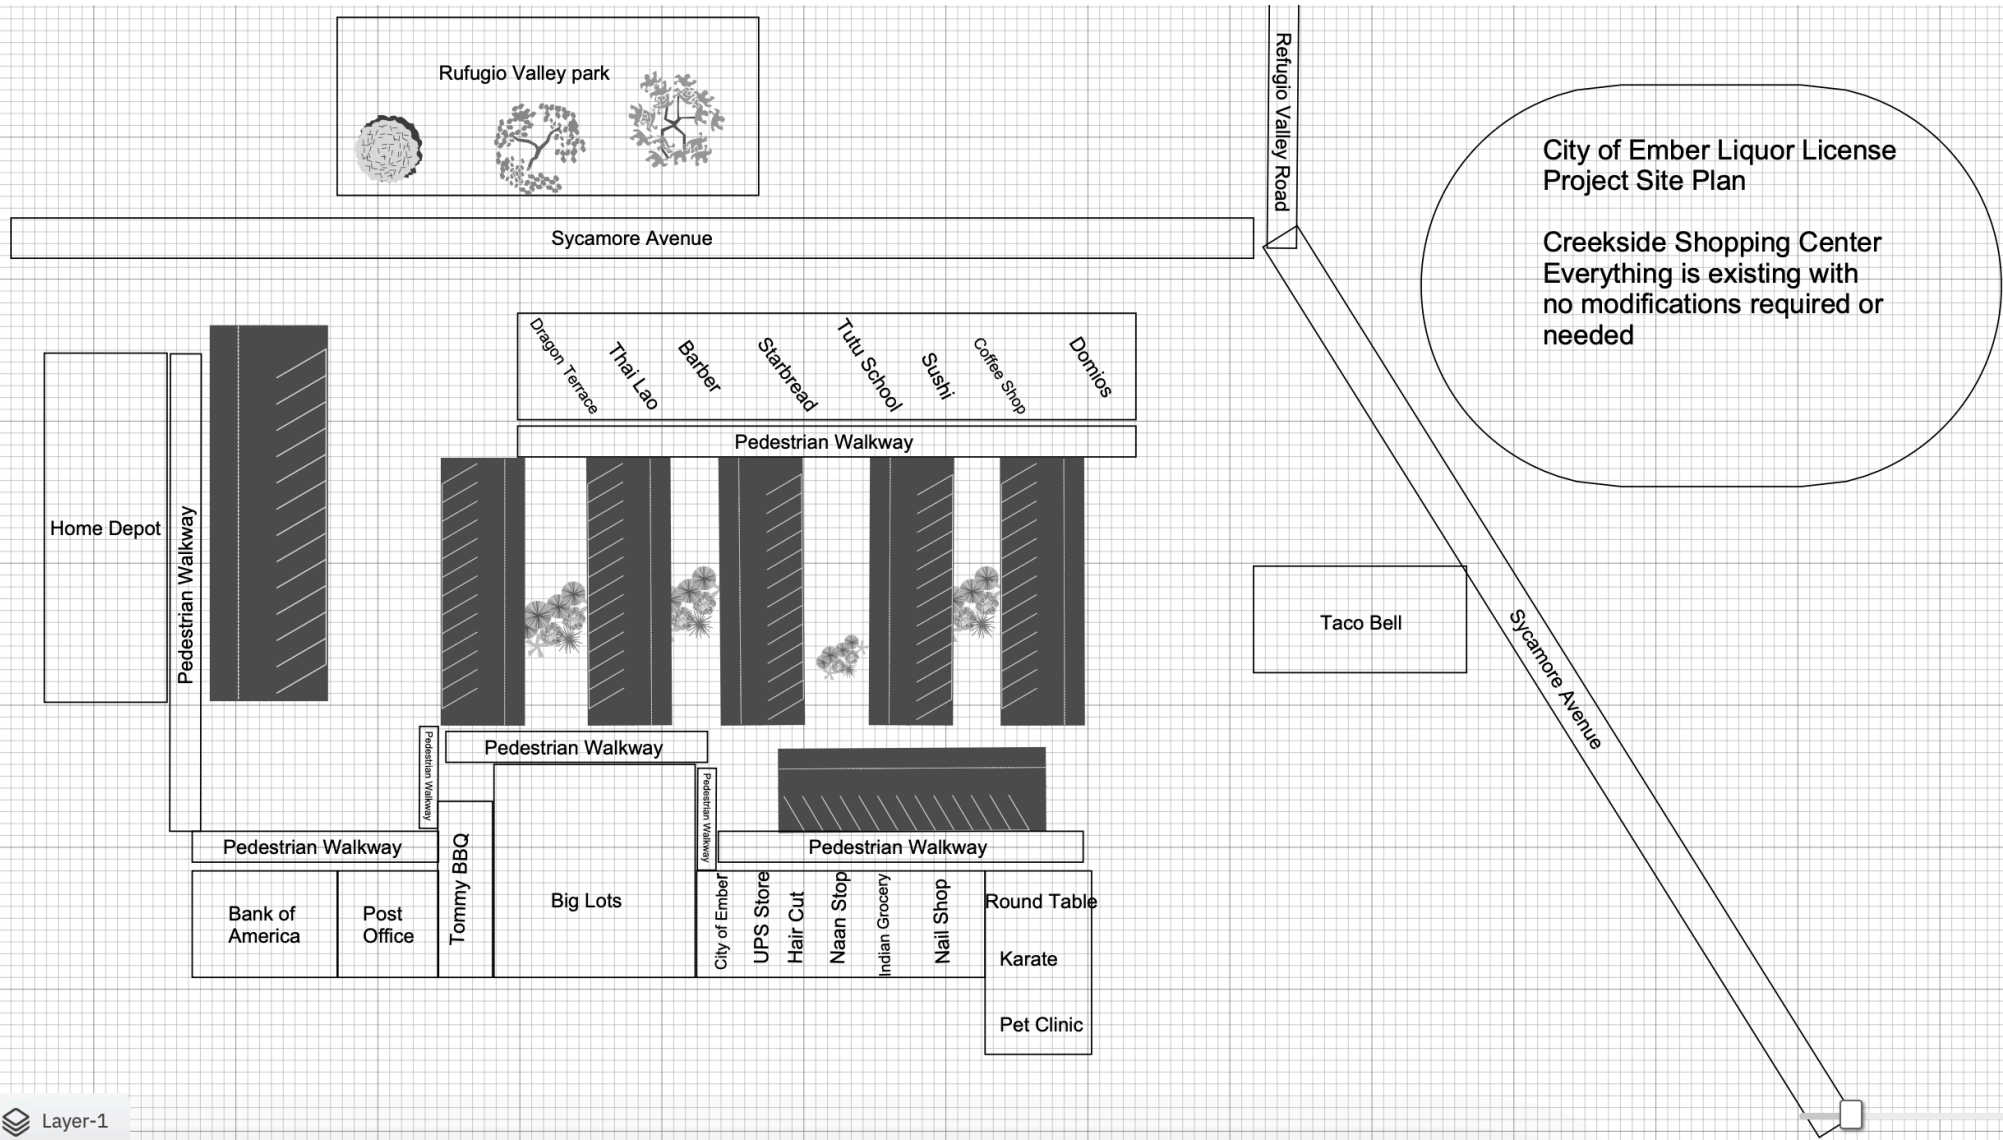 Rufugio Valley park
Refugio Valley Road
City of Ember Liquor License
Project Site Plan
Creekside Shopping Center
Everything is existing with
no modifications required or
needed
Sycamore Avenue
Dragon Terrace
Thai Lao
Barber
Starbread
Tutu School
Sushi
Coffee Shop
Domios
Pedestrian Walkway
Home Depot
Pedestrian Walkway
Taco Bell
Sycamore Avenue
Pedestrian Walkway
Pedestrian Walkway
Pedestrian Walkway
Pedestrian Walkway
Pedestrian Walkway
Bank of
America
Post
Office
Tommy BBQ
Big Lots
City of Ember
UPS Store
Hair Cut
Naan Stop
Indian Grocery
Nail Shop
Round Table
Karate
Pet Clinic
Layer-1